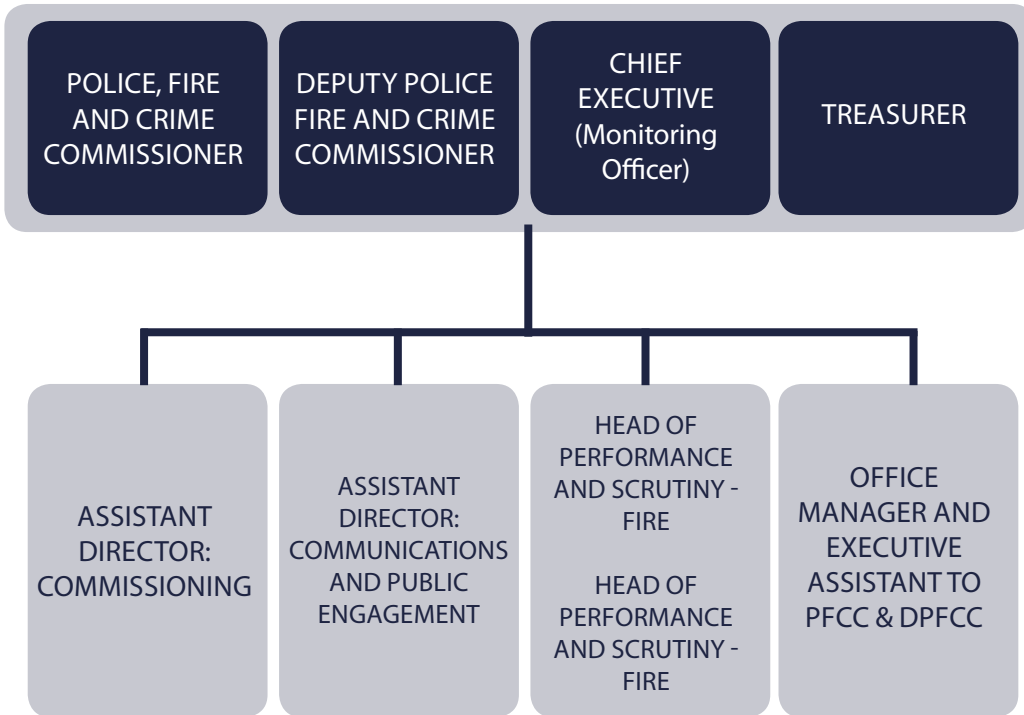 POLICE, FIRE
AND CRIME
COMMISSIONER
DEPUTY POLICE
FIRE AND CRIME
COMMISSIONER
CHIEF
EXECUTIVE
(Monitoring
Officer)
TREASURER
ASSISTANT
DIRECTOR:
COMMISSIONING
ASSISTANT
DIRECTOR:
COMMUNICATIONS
AND PUBLIC
ENGAGEMENT
HEAD OF
PERFORMANCE
AND SCRUTINY -
FIRE
HEAD OF
PERFORMANCE
AND SCRUTINY -
FIRE
OFFICE
MANAGER AND
EXECUTIVE
ASSISTANT TO
PFCC & DPFCC